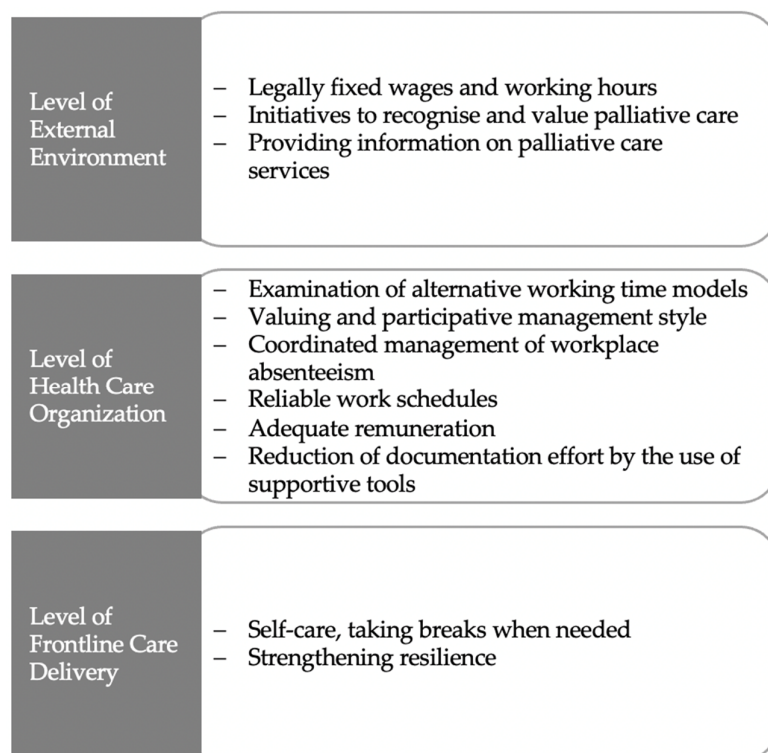 Level of
External
Environment
– Legally fixed wages and working hours
– Initiatives to recognise and value palliative care
– Providing information on palliative care
services
Level of
Health Care
Organization
– Examination of alternative working time models
– Valuing and participative management style
– Coordinated management of workplace
absenteeism
– Reliable work schedules
– Adequate remuneration
– Reduction of documentation effort by the use of
supportive tools
Level of
Frontline Care
Delivery
– Self-care, taking breaks when needed
– Strengthening resilience